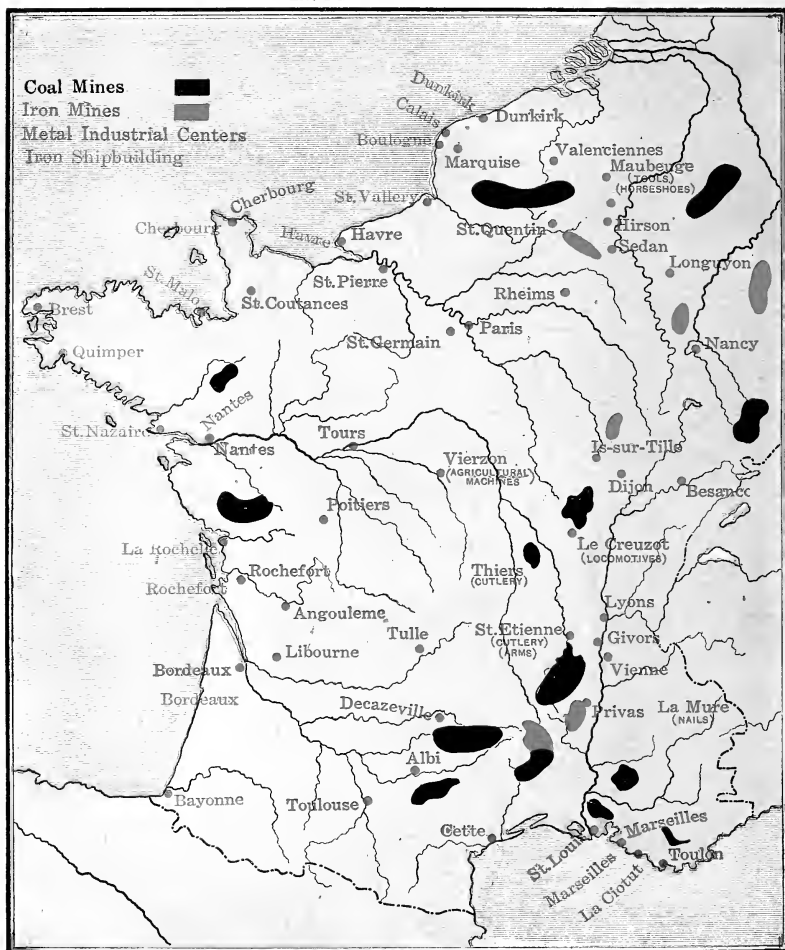 Coal Mines
Iron Mines
Metal Industrial Centers
Iron Shipbuilding
Dunkirk
Dunkirk
Calais
Boulogne
Marquise
Valenciennes
Maubeuge
(TOOLS,)
(HORSESHOES)
Cherbourg
Cherbourg
St. Vallery
Havre
Havre
St. Quentin
Hirson
Sedan
Longuyon
St. Pierre
St. Malo
St. Coutances
Rheims
Brest
St. Germain
Paris
Nancy
Quimper
St. Nazaire
Nantes
Nantes
Tours
Is-sur-Tille
Vierzon
(AGRICULTURAL
MACHINES)
Dijon
Besanco
Poitiers
La Rochelle
Le Creuzot
(LOCOMOTIVES)
Rochefort
Rochefort
Thiers
(CUTLERY)
Angouleme
Lyons
St. Etienne
(CUTLERY)
(ARMS)
Givors
Tulle
Libourne
Vienne
Bordeaux
Bordeaux
Decazeville
Privas
La Mure
(NAILS)
Albi
Bayonne
Toulouse
Cette
St. Louis
Marseilles
Marseilles
La Ciotut
Toulon